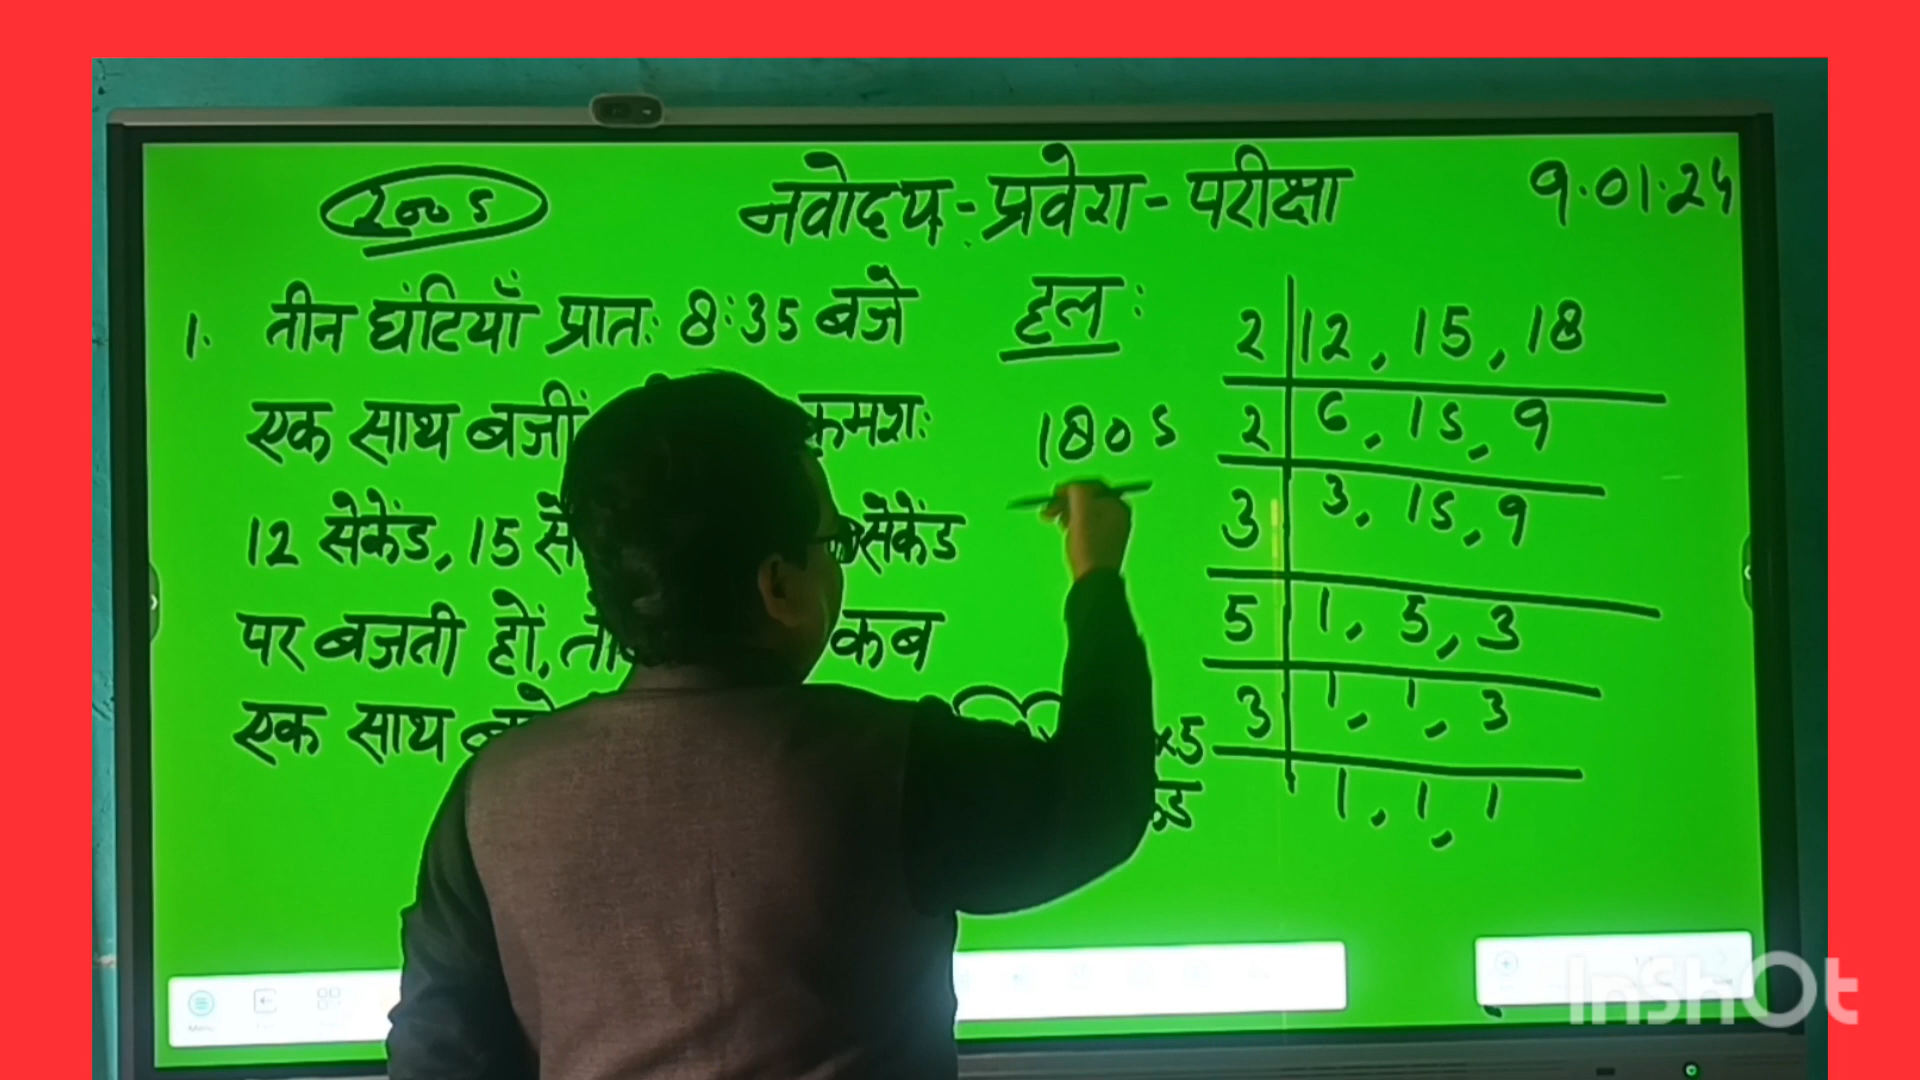 2005
नवोदय-प्रवेश-परीक्षा
9.01.24
1. तीन घंटियाँ प्रातः 8:35 बजे
एक साथ बजीं क्रमशः
12 सेकेंड, 15 सेकेंड
पर बजती हों, कब
एक साथ
हल :
180 s
×5
2 | 12, 15, 18
2 | 6, 15, 9
3 | 3, 15, 9
5 | 1, 5, 3
3 | 1, 1, 3
1, 1, 1
Menu
InShOt